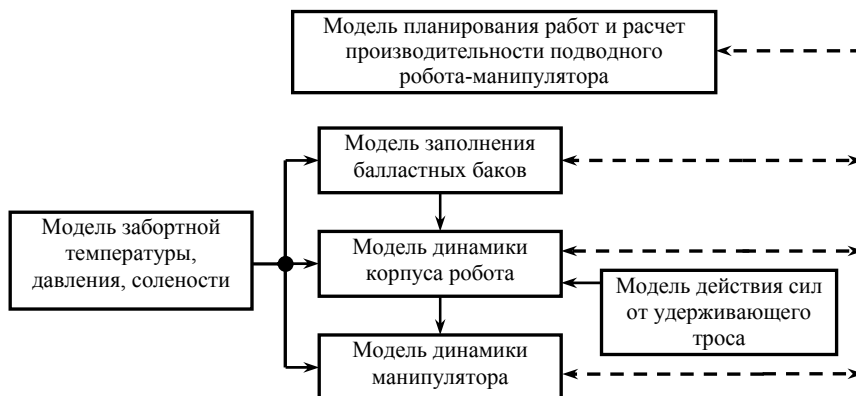 Модель планирования работ и расчет
производительности подводного
робота-манипулятора
Модель заполнения
балластных баков
Модель забортной
температуры,
давления, солености
Модель динамики
корпуса робота
Модель действия сил
от удерживающего
троса
Модель динамики
манипулятора